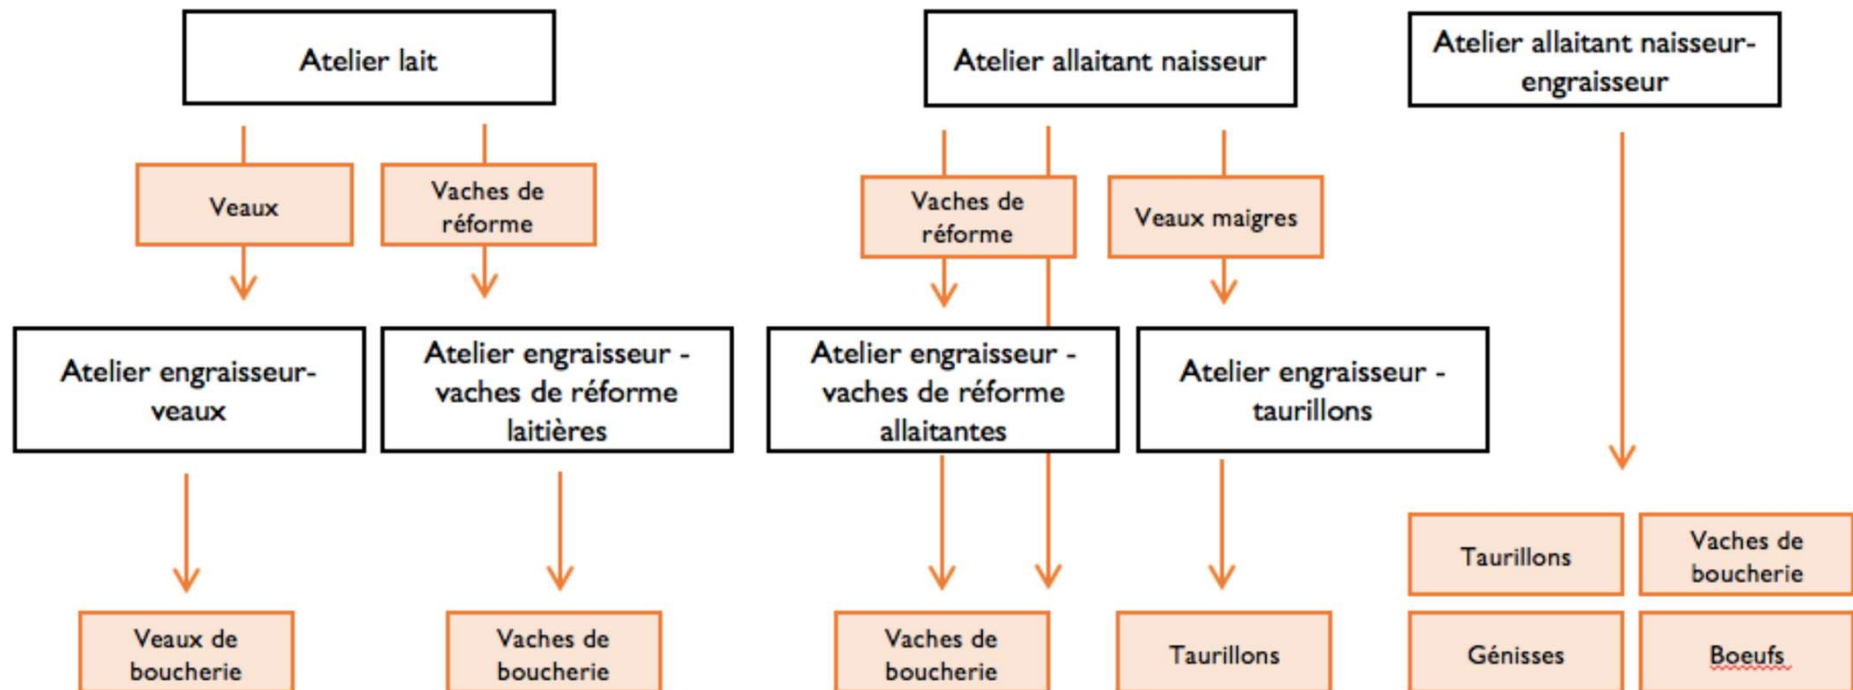 Atelier lait
Atelier allaitant naisseur
Atelier allaitant naisseur-
engraisseur
Veaux
Vaches de
réforme
Vaches de
réforme
Veaux maigres
Atelier engraisseur-
veaux
Atelier engraisseur -
vaches de réforme
laitières
Atelier engraisseur -
vaches de réforme
allaitantes
Atelier engraisseur -
taurillons
Taurillons
Vaches de
boucherie
Veaux de
boucherie
Vaches de
boucherie
Vaches de
boucherie
Taurillons
Génisses
Boeufs